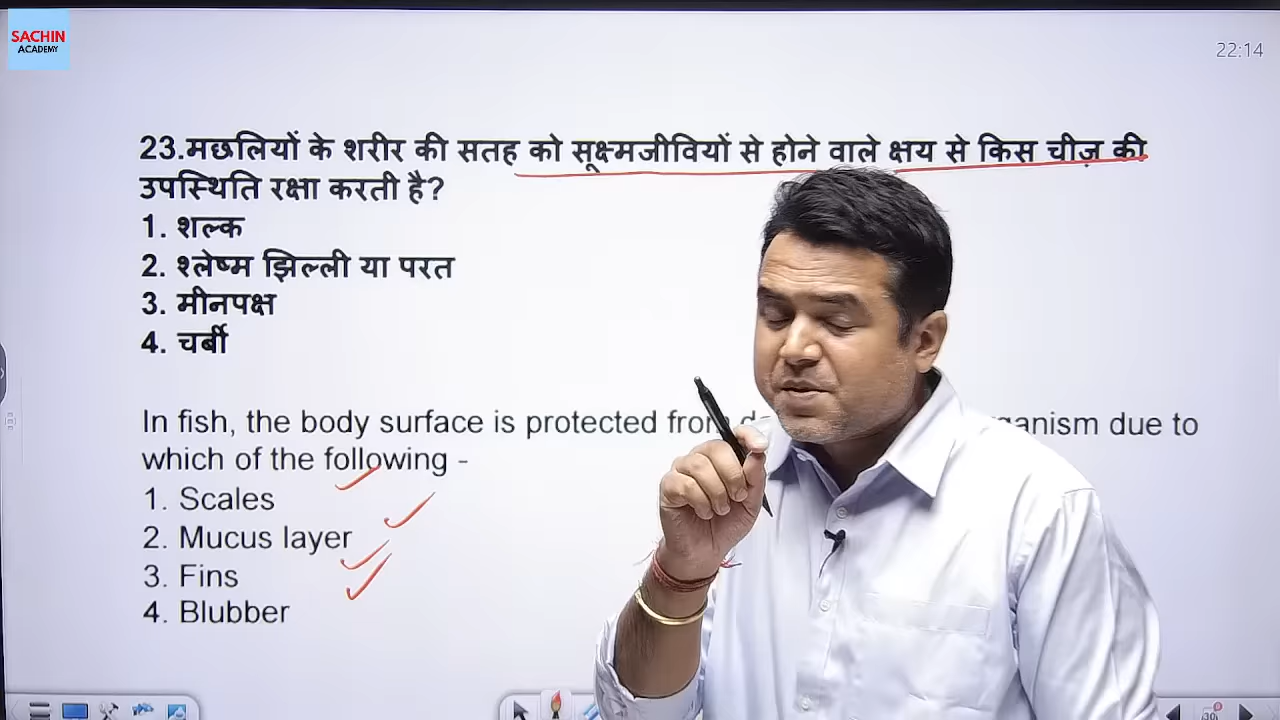 SACHIN
ACADEMY
22:14
23.मछलियों के शरीर की सतह को सूक्ष्मजीवियों से होने वाले क्षय से किस चीज़ की
उपस्थिति रक्षा करती है?
1. शल्क
2. श्लेष्म झिल्ली या परत
3. मीनपक्ष
4. चर्बी
In fish, the body surface is protected from due to
which of the following -
1. Scales
2. Mucus layer
3. Fins
4. Blubber